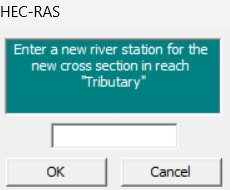 HEC-RAS
Enter a new river station for the
new cross section in reach
"Tributary"
OK
Cancel